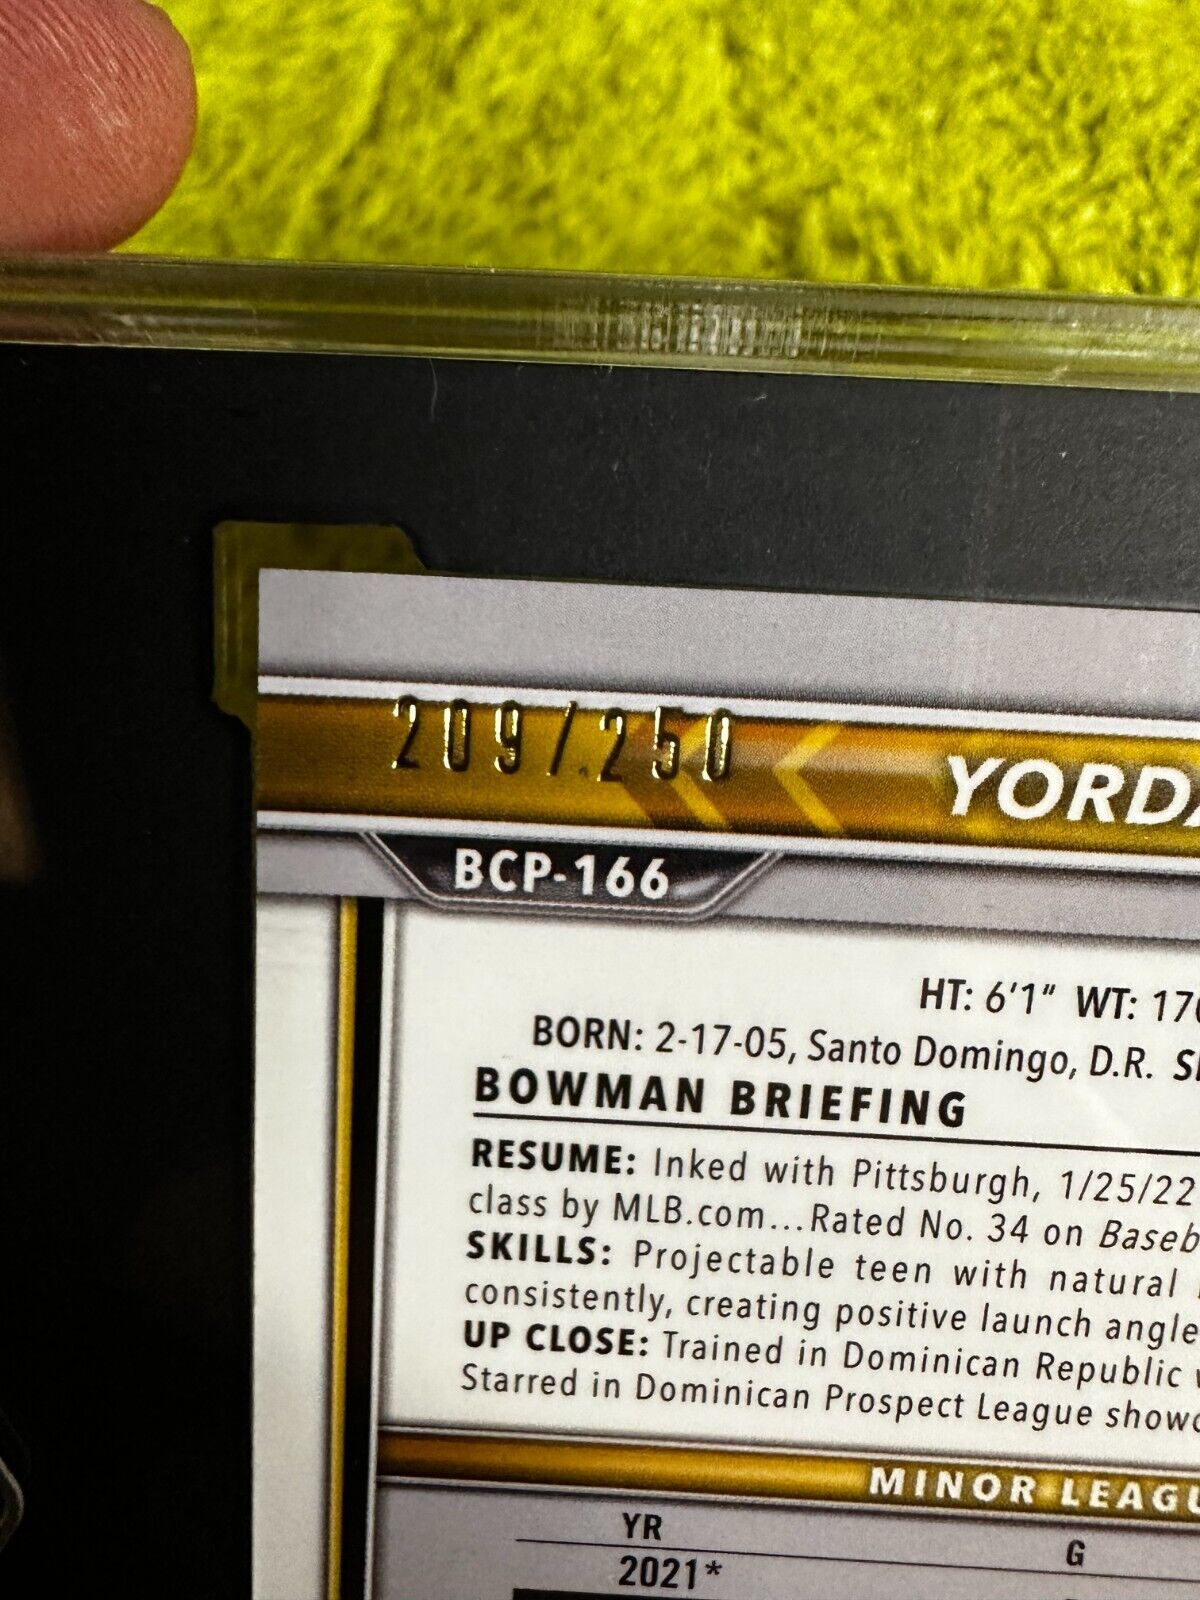 209/250
YORDA
BCP-166
HT: 6'1" WT: 170
BORN: 2-17-05, Santo Domingo, D.R.
BOWMAN BRIEFING
RESUME: Inked with Pittsburgh, 1/25/22
class by MLB.com...Rated No. 34 on Baseb
SKILLS: Projectable teen with natural
consistently, creating positive launch angle
UP CLOSE: Trained in Dominican Republic
Starred in Dominican Prospect League showc
MINOR LEAGU
YR G
2021*